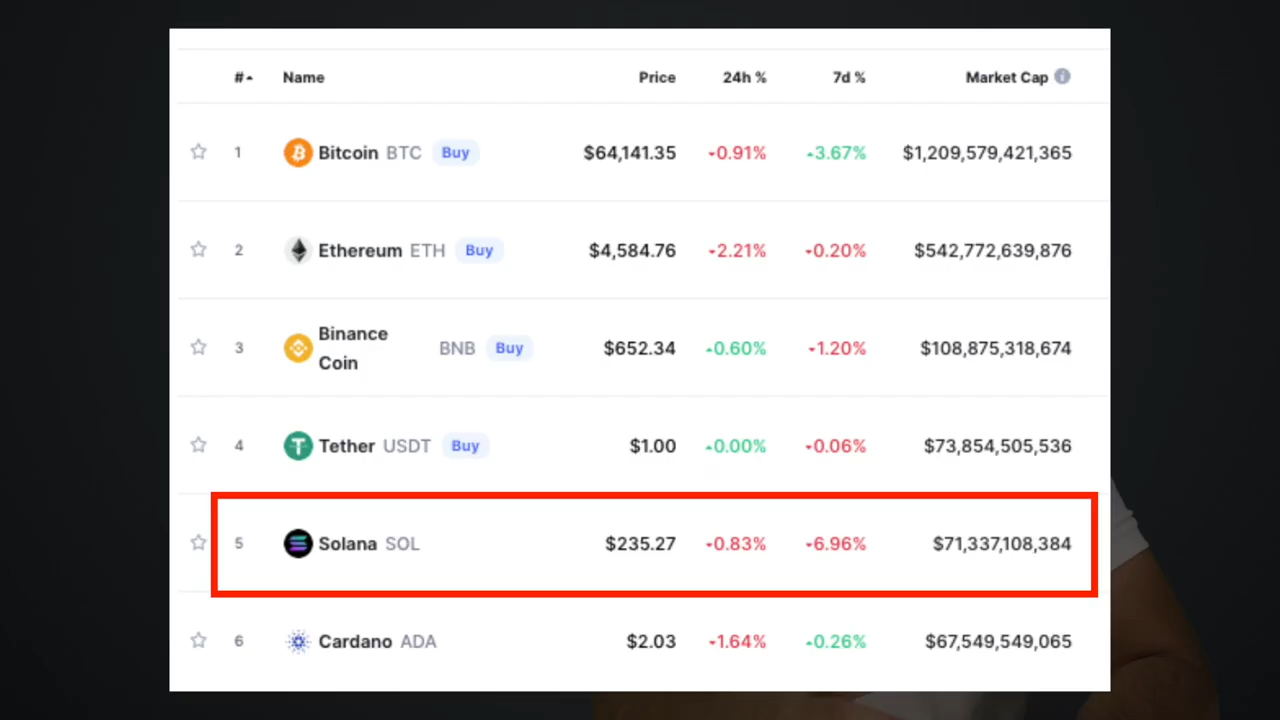 # Name Price 24h % 7d % Market Cap
1 Bitcoin BTC Buy $64,141.35 0.91% 3.67% $1,209,579,421,365
2 Ethereum ETH Buy $4,584.76 2.21% 0.20% $542,772,639,876
3 Binance Coin BNB Buy $652.34 0.60% 1.20% $108,875,318,674
4 Tether USDT Buy $1.00 0.00% 0.06% $73,854,505,536
5 Solana SOL $235.27 0.83% 6.96% $71,337,108,384
6 Cardano ADA $2.03 1.64% 0.26% $67,549,549,065